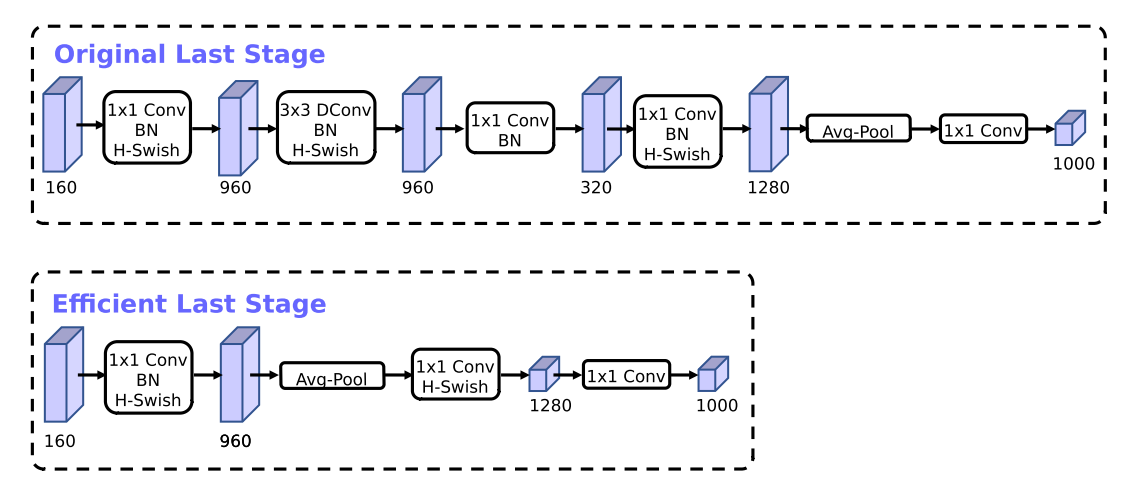 Original Last Stage
1x1 Conv
BN
H-Swish
3x3 DConv
BN
H-Swish
1x1 Conv
BN
1x1 Conv
BN
H-Swish
Avg-Pool
1x1 Conv
160
960
960
320
1280
1000
Efficient Last Stage
1x1 Conv
BN
H-Swish
Avg-Pool
1x1 Conv
H-Swish
1x1 Conv
160
960
1280
1000